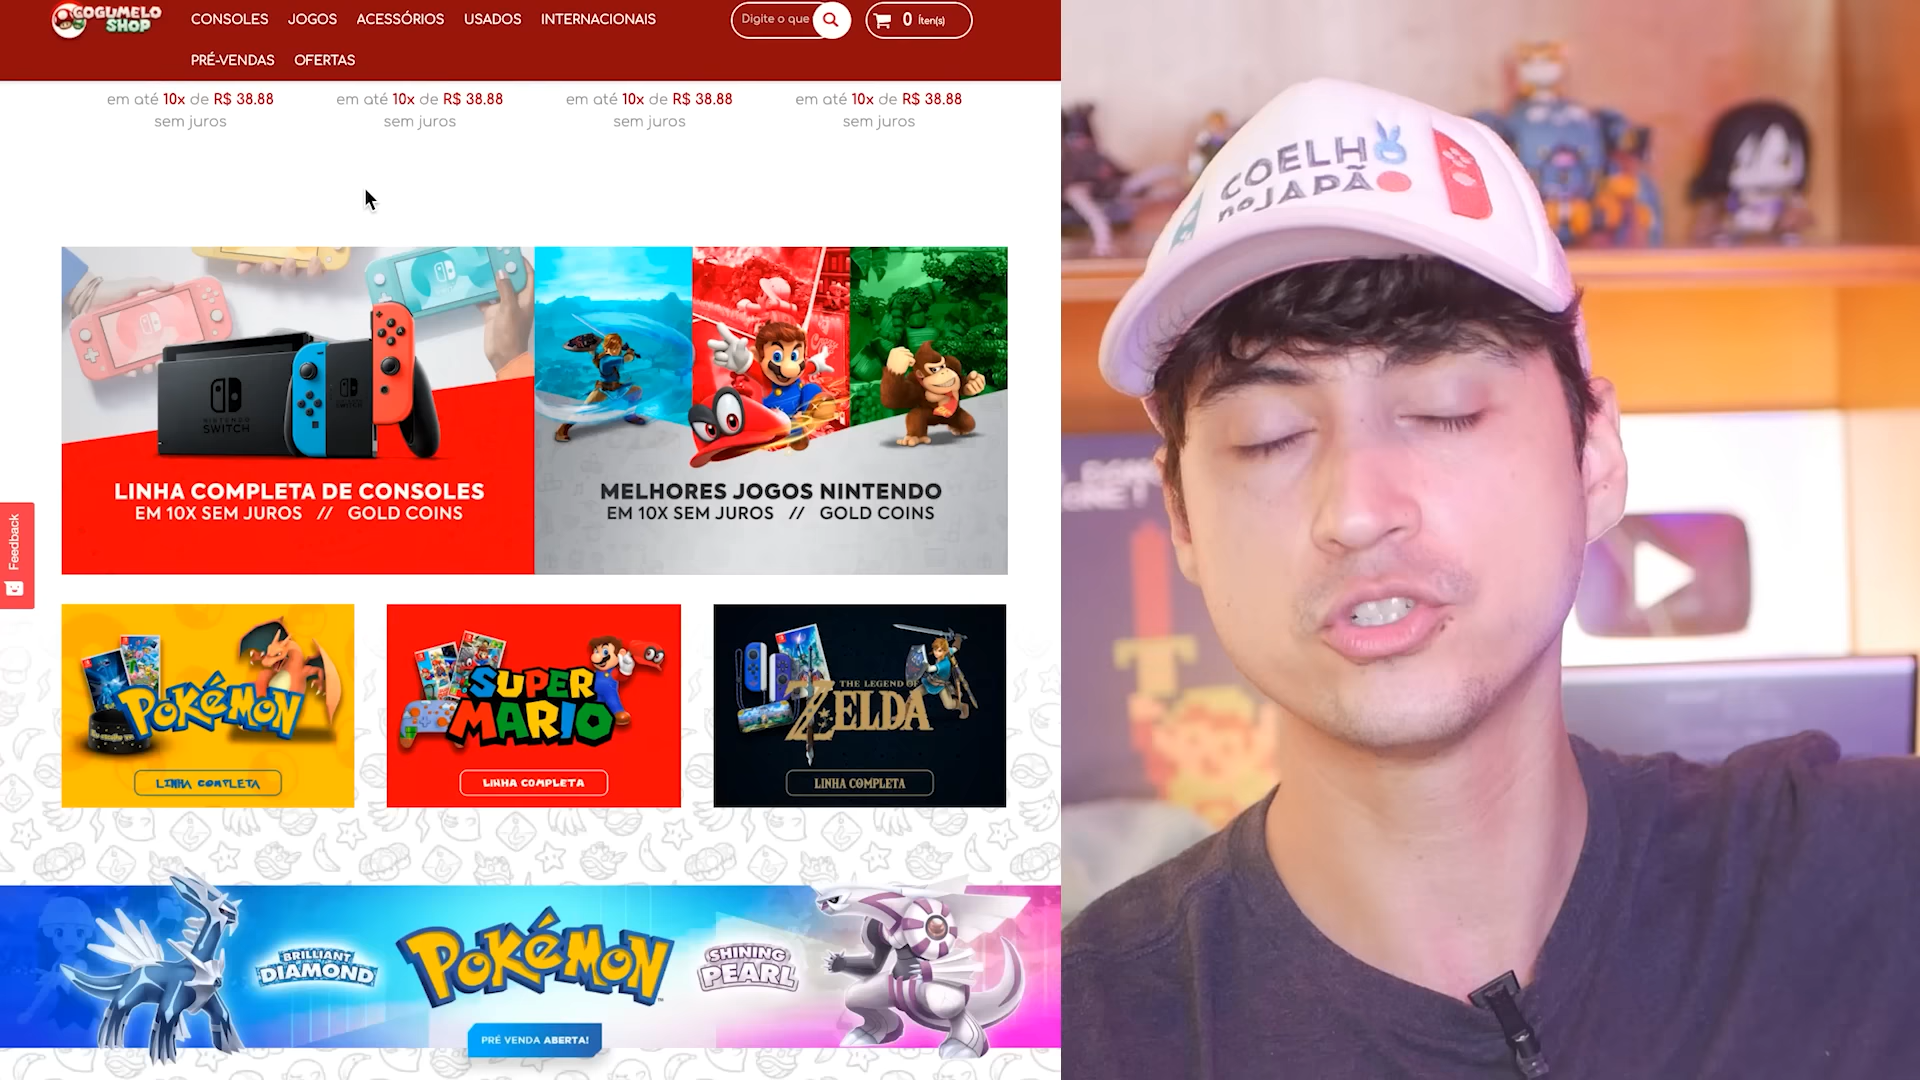 COGUMELO
SHOP
CONSOLES JOGOS ACESSÓRIOS USADOS INTERNACIONAIS
PRÉ-VENDAS OFERTAS
Digite o que
0 Íten(s)
em até 10x de R$ 38.88
sem juros
em até 10x de R$ 38.88
sem juros
em até 10x de R$ 38.88
sem juros
em até 10x de R$ 38.88
sem juros
NINTENDO
SWITCH
LINHA COMPLETA DE CONSOLES
EM 10X SEM JUROS // GOLD COINS
MELHORES JOGOS NINTENDO
EM 10X SEM JUROS // GOLD COINS
Feedback
POKéMON
LINHA COMPLETA
SUPER
MARIO
LINHA COMPLETA
THE LEGEND OF
ZELDA
LINHA COMPLETA
BRILLIANT
DIAMOND
POKéMON
SHINING
PEARL
PRÉ VENDA ABERTA!
COELHO
no JAPÃO